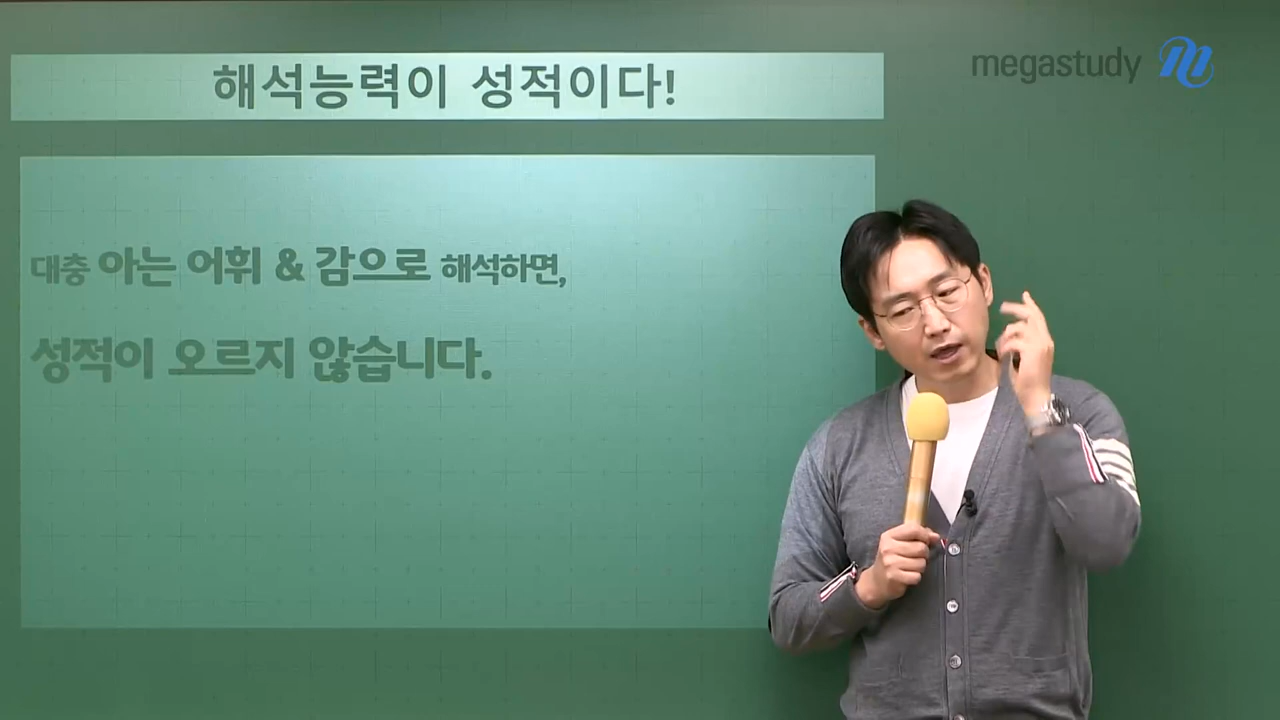 해석능력이 성적이다!
megastudy
대충 아는 어휘 & 감으로 해석하면,
성적이 오르지 않습니다.